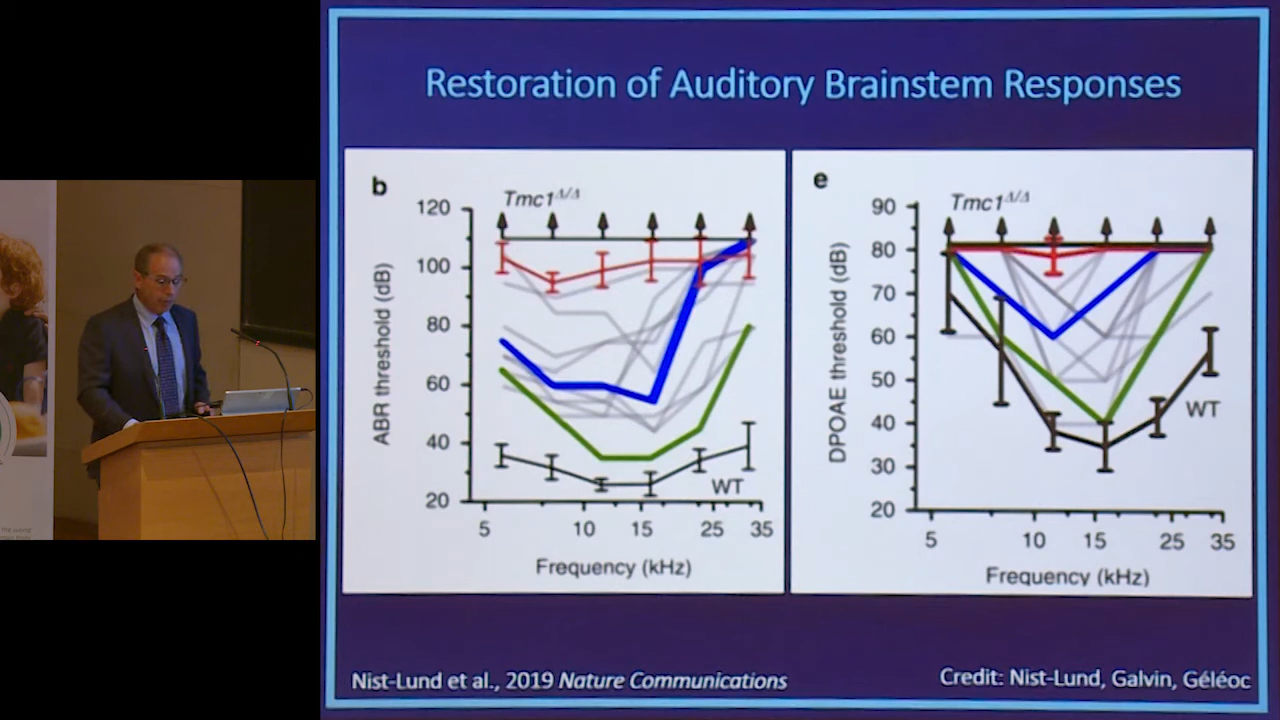 Restoration of Auditory Brainstem Responses
b
Tmc1Δ/Δ
120
100
80
60
40
20
ABR threshold (dB)
WT
5
10
15
25
35
Frequency (kHz)
e
Tmc1Δ/Δ
90
80
70
60
50
40
30
20
DPOAE threshold (dB)
WT
5
10
15
25
35
Frequency (kHz)
Nist-Lund et al., 2019 Nature Communications
Credit: Nist-Lund, Galvin, Géléoc
the world